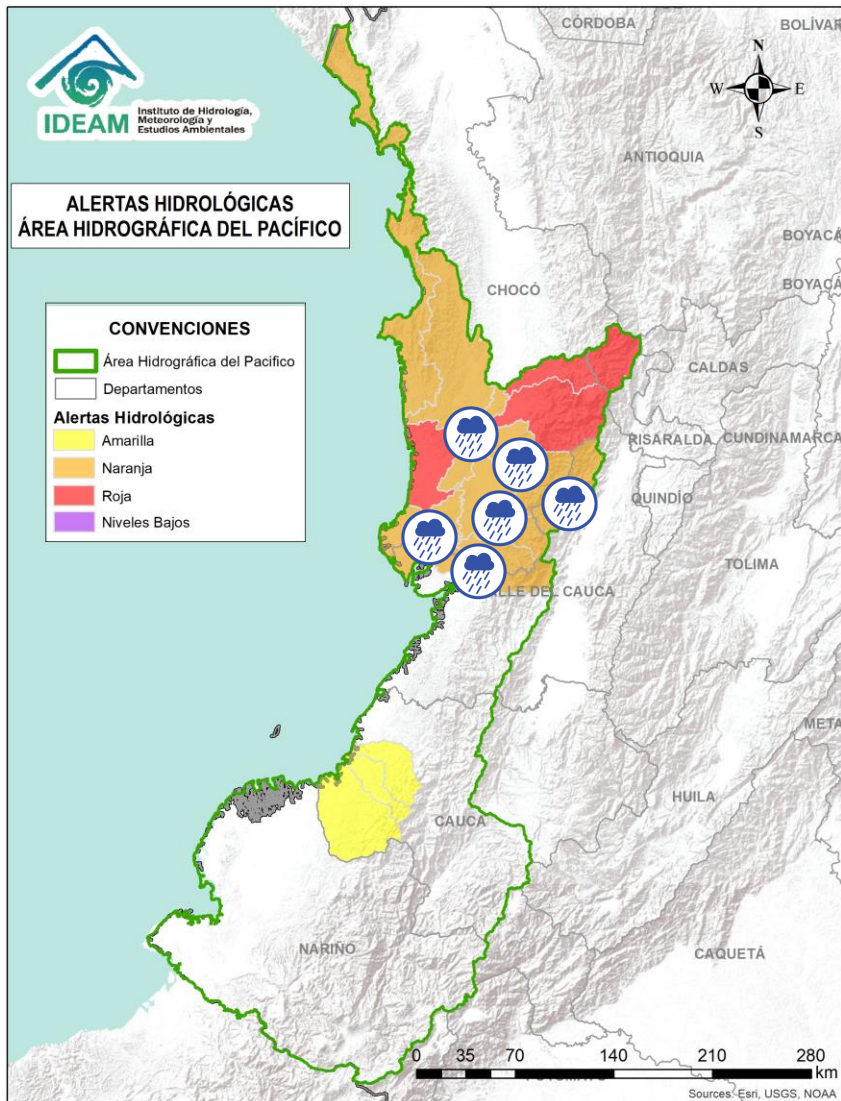 CÓRDOBA
BOLÍVAR
N
W
E
S
IDEAM
Instituto de Hidrología,
Meteorología y
Estudios Ambientales
ANTIOQUIA
ALERTAS HIDROLÓGICAS
ÁREA HIDROGRÁFICA DEL PACÍFICO
BOYACÁ
BOYACÁ
CHOCÓ
CONVENCIONES
Área Hidrográfica del Pacifico
Departamentos
Alertas Hidrológicas
Amarilla
Naranja
Roja
Niveles Bajos
CALDAS
RISARALDA
CUNDINAMARCA
QUINDÍO
TOLIMA
ALLE DEL CAUCA
META
HUILA
CAUCA
NARIÑO
CAQUETÁ
0 35 70 140 210 280
km
Sources: Esri, USGS, NOAA